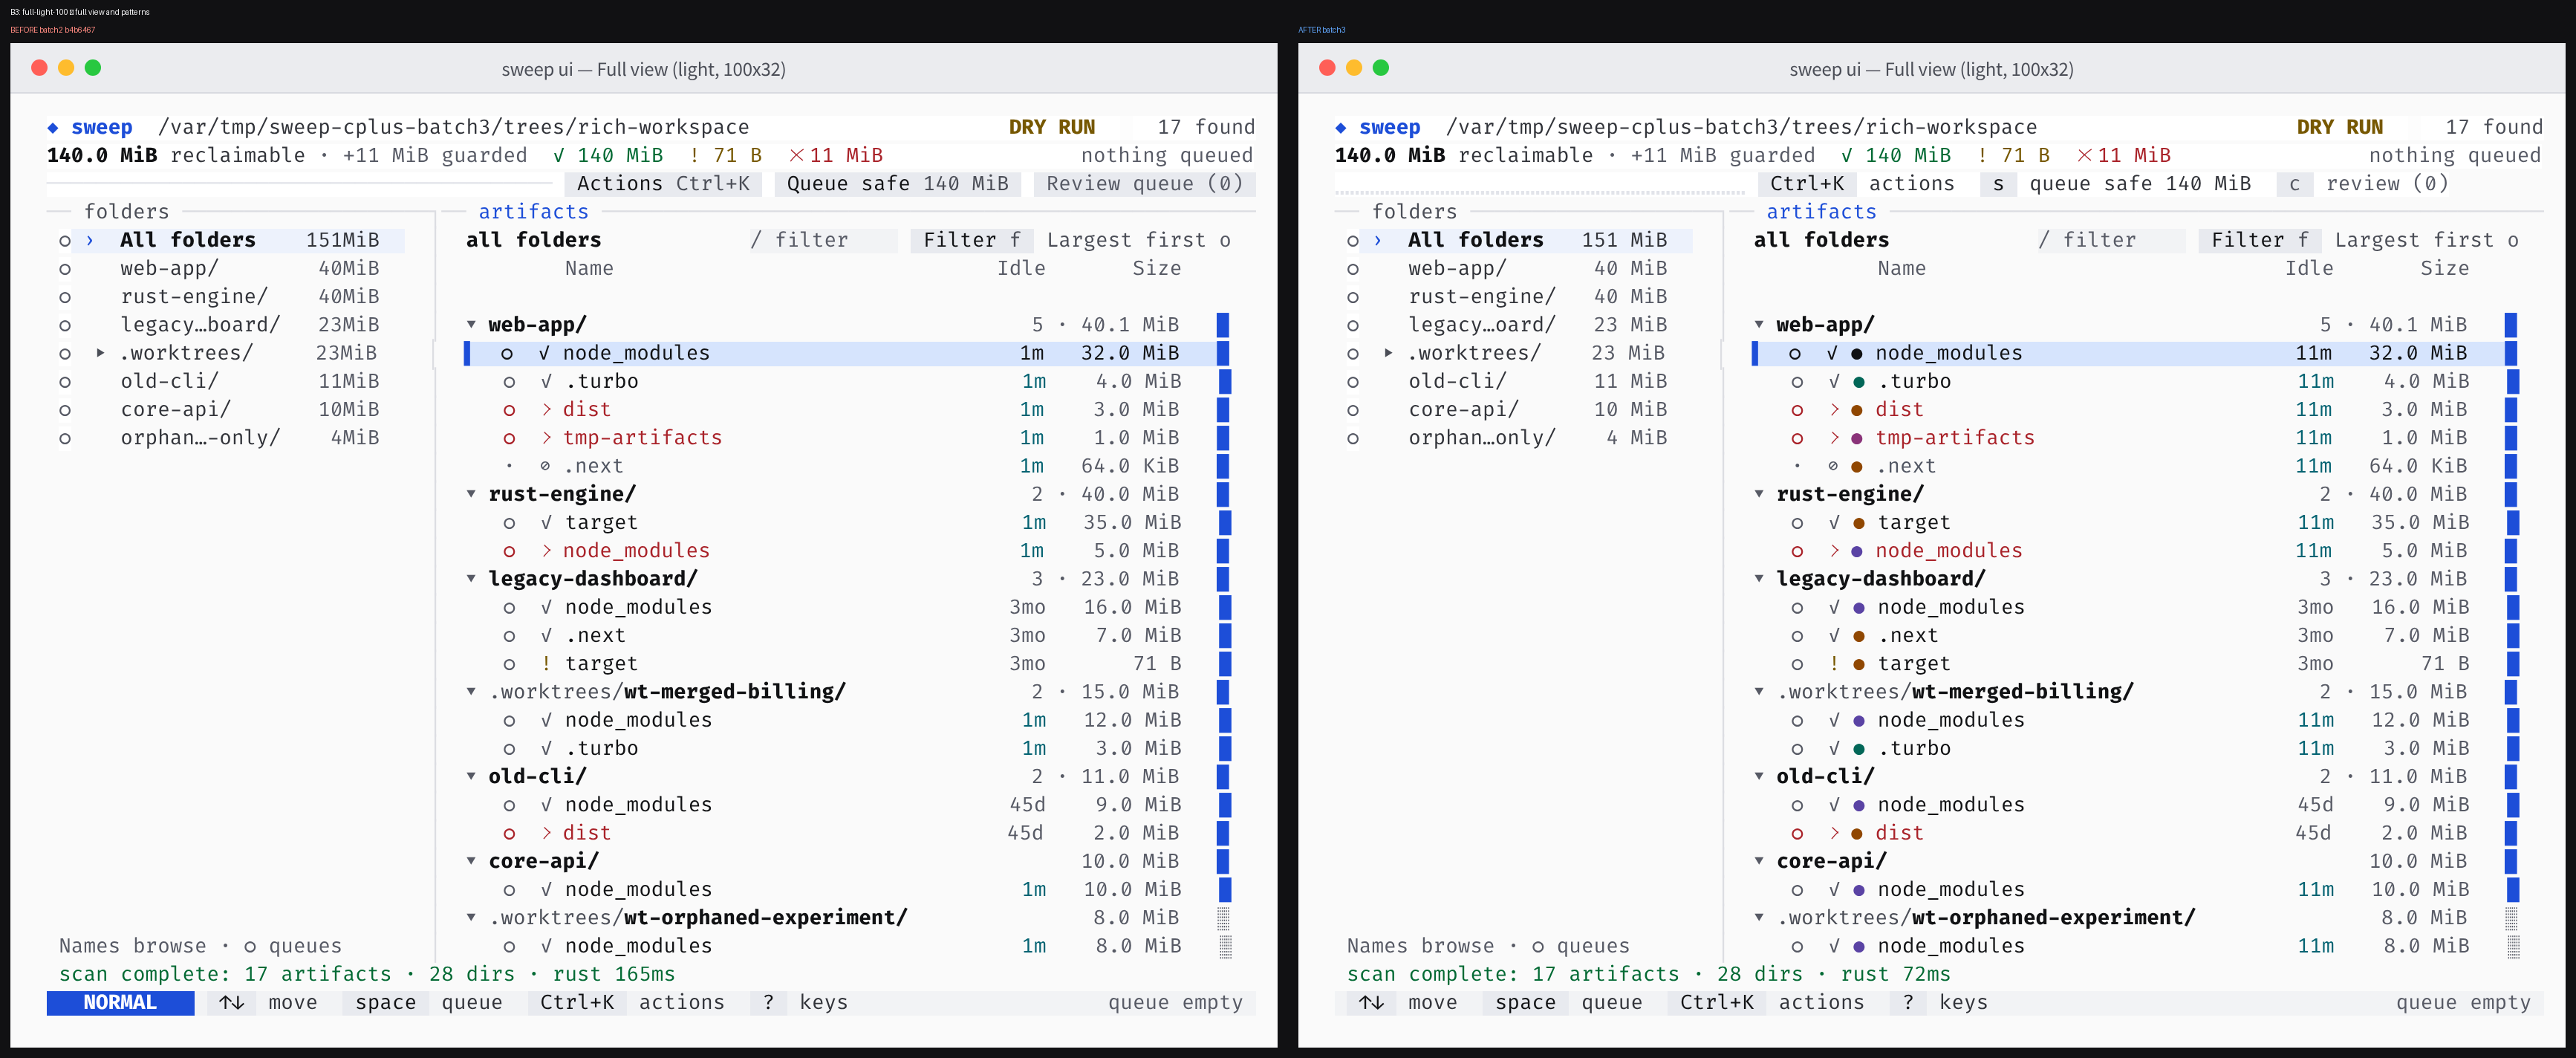 B3: full-light-100 full view and patterns
BEFORE batch2 b4b6467
sweep ui — Full view (light, 100x32)
◆ sweep /var/tmp/sweep-cplus-batch3/trees/rich-workspace DRY RUN 17 found
140.0 MiB reclaimable · +11 MiB guarded √ 140 MiB ! 71 B ×11 MiB nothing queued
Actions Ctrl+K Queue safe 140 MiB Review queue (0)
folders artifacts
○ › All folders 151MiB all folders / filter Filter f Largest first o
○ web-app/ 40MiB Name Idle Size
○ rust-engine/ 40MiB
○ legacy…board/ 23MiB ▾ web-app/ 5 · 40.1 MiB
○ ▸ .worktrees/ 23MiB ○ √ node_modules 1m 32.0 MiB
○ old-cli/ 11MiB ○ √ .turbo 1m 4.0 MiB
○ core-api/ 10MiB ○ > dist 1m 3.0 MiB
○ orphan…-only/ 4MiB ○ > tmp-artifacts 1m 1.0 MiB
· ⊘ .next 1m 64.0 KiB
▾ rust-engine/ 2 · 40.0 MiB
○ √ target 1m 35.0 MiB
○ > node_modules 1m 5.0 MiB
▾ legacy-dashboard/ 3 · 23.0 MiB
○ √ node_modules 3mo 16.0 MiB
○ √ .next 3mo 7.0 MiB
○ ! target 3mo 71 B
▾ .worktrees/wt-merged-billing/ 2 · 15.0 MiB
○ √ node_modules 1m 12.0 MiB
○ √ .turbo 1m 3.0 MiB
▾ old-cli/ 2 · 11.0 MiB
○ √ node_modules 45d 9.0 MiB
○ > dist 45d 2.0 MiB
▾ core-api/ 10.0 MiB
○ √ node_modules 1m 10.0 MiB
▾ .worktrees/wt-orphaned-experiment/ 8.0 MiB
Names browse · ○ queues ○ √ node_modules 1m 8.0 MiB
scan complete: 17 artifacts · 28 dirs · rust 165ms
NORMAL ↑↓ move space queue Ctrl+K actions ? keys queue empty
AFTER batch3
sweep ui — Full view (light, 100x32)
◆ sweep /var/tmp/sweep-cplus-batch3/trees/rich-workspace DRY RUN 17 found
140.0 MiB reclaimable · +11 MiB guarded √ 140 MiB ! 71 B ×11 MiB nothing queued
Ctrl+K actions s queue safe 140 MiB c review (0)
folders artifacts
○ › All folders 151 MiB all folders / filter Filter f Largest first o
○ web-app/ 40 MiB Name Idle Size
○ rust-engine/ 40 MiB
○ legacy…oard/ 23 MiB ▾ web-app/ 5 · 40.1 MiB
○ ▸ .worktrees/ 23 MiB ○ √ ● node_modules 11m 32.0 MiB
○ old-cli/ 11 MiB ○ √ ● .turbo 11m 4.0 MiB
○ core-api/ 10 MiB ○ > ● dist 11m 3.0 MiB
○ orphan…only/ 4 MiB ○ > ● tmp-artifacts 11m 1.0 MiB
· ⊘ ● .next 11m 64.0 KiB
▾ rust-engine/ 2 · 40.0 MiB
○ √ ● target 11m 35.0 MiB
○ > ● node_modules 11m 5.0 MiB
▾ legacy-dashboard/ 3 · 23.0 MiB
○ √ ● node_modules 3mo 16.0 MiB
○ √ ● .next 3mo 7.0 MiB
○ ! ● target 3mo 71 B
▾ .worktrees/wt-merged-billing/ 2 · 15.0 MiB
○ √ ● node_modules 11m 12.0 MiB
○ √ ● .turbo 11m 3.0 MiB
▾ old-cli/ 2 · 11.0 MiB
○ √ ● node_modules 45d 9.0 MiB
○ > ● dist 45d 2.0 MiB
▾ core-api/ 10.0 MiB
○ √ ● node_modules 11m 10.0 MiB
▾ .worktrees/wt-orphaned-experiment/ 8.0 MiB
Names browse · ○ queues ○ √ ● node_modules 11m 8.0 MiB
scan complete: 17 artifacts · 28 dirs · rust 72ms
↑↓ move space queue Ctrl+K actions ? keys queue empty